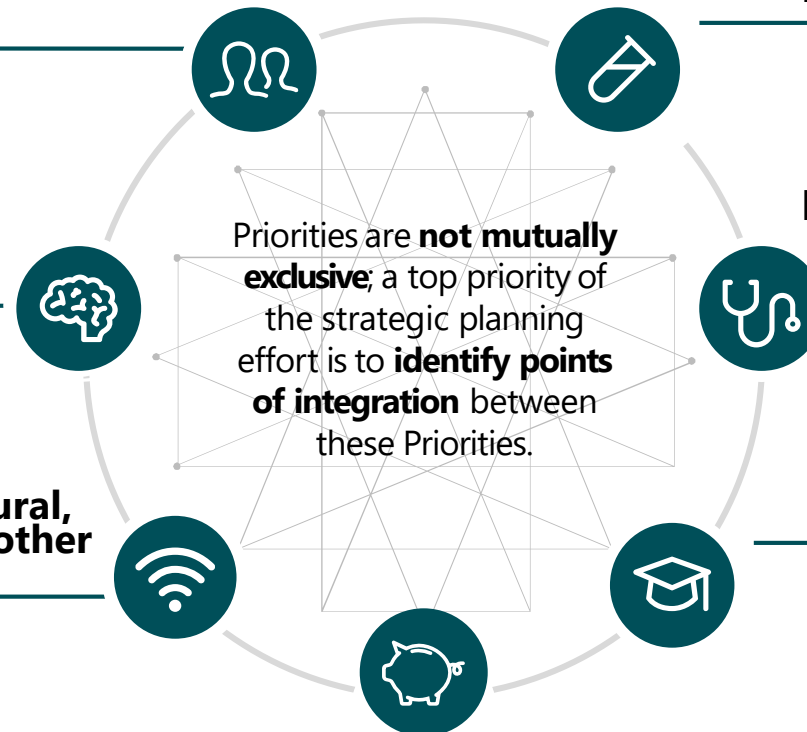 Priorities are not mutually
exclusive; a top priority of
the strategic planning
effort is to identify points
of integration between
these Priorities.
other